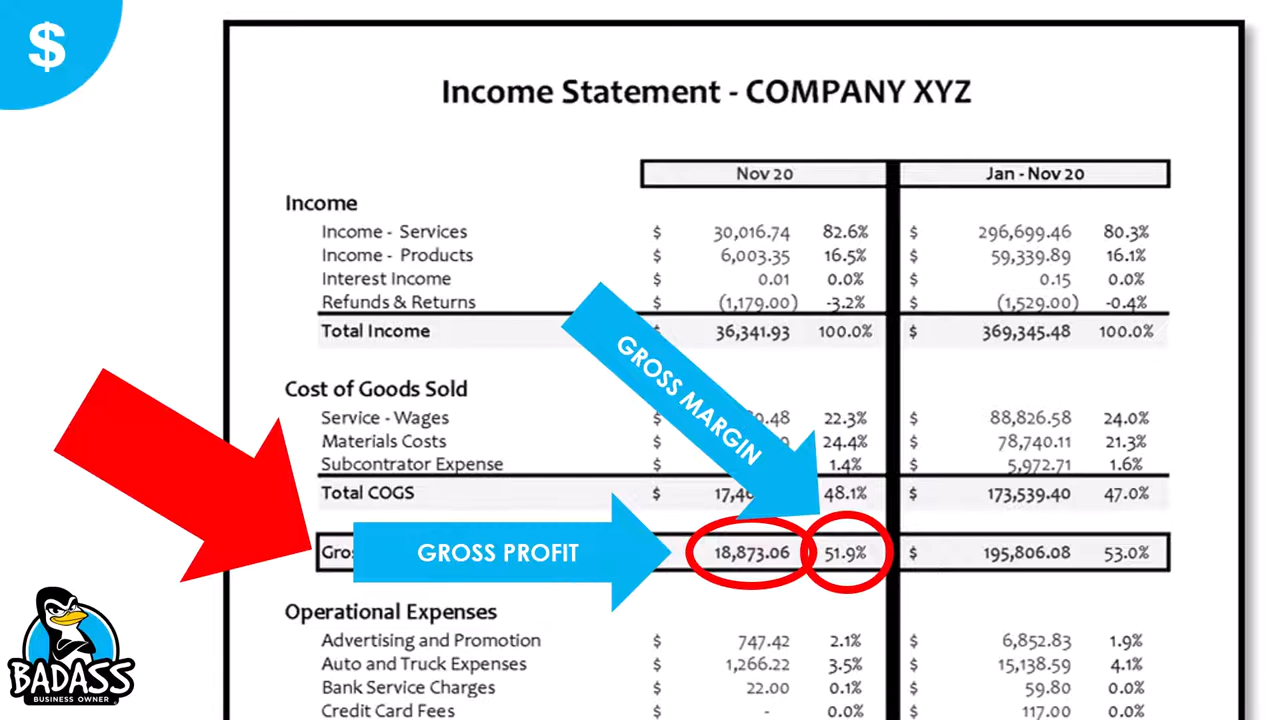 $
Income Statement - COMPANY XYZ
Nov 20 Jan - Nov 20
Income
Income - Services $ 30,016.74 82.6% $ 296,699.46 80.3%
Income - Products $ 6,003.35 16.5% $ 59,339.89 16.1%
Interest Income $ 0.01 0.0% $ 0.15 0.0%
Refunds & Returns $ (1,179.00) -3.2% $ (1,529.00) -0.4%
Total Income 36,341.93 100.0% $ 369,345.48 100.0%
GROSS MARGIN
Cost of Goods Sold
Service - Wages $ 22.3% $ 88,826.58 24.0%
Materials Costs $ 24.4% $ 78,740.11 21.3%
Subcontrator Expense $ 1.4% $ 5,972.71 1.6%
Total COGS $ 48.1% $ 173,539.40 47.0%
GROSS PROFIT 18,873.06 51.9% $ 195,806.08 53.0%
Operational Expenses
Advertising and Promotion $ 747.42 2.1% $ 6,852.83 1.9%
Auto and Truck Expenses $ 1,266.22 3.5% $ 15,138.59 4.1%
Bank Service Charges $ 22.00 0.1% $ 59.80 0.0%
Credit Card Fees $ - 0.0% $ 117.00 0.0%
BADASS
BUSINESS OWNER